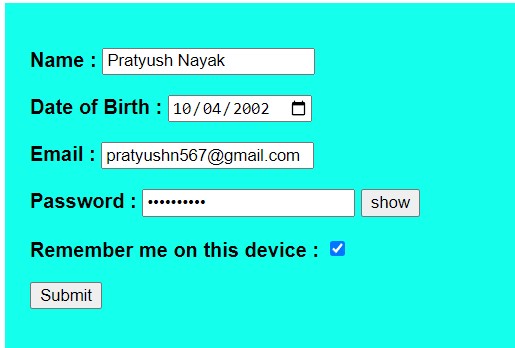 Name : Pratyush Nayak
Date of Birth : 10/04/2002
Email : pratyushn567@gmail.com
Password : •••••••••• show
Remember me on this device :
Submit